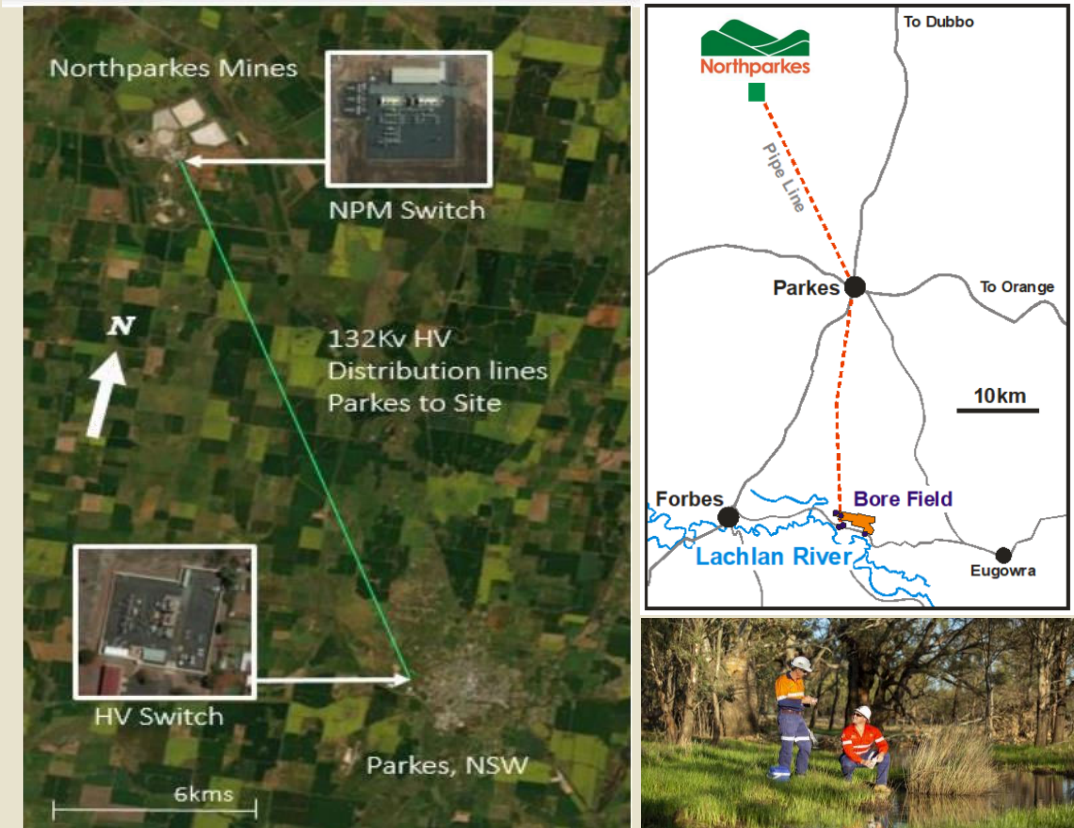 Northparkes Mines
NPM Switch
N
132Kv HV
Distribution lines
Parkes to Site
HV Switch
Parkes, NSW
6kms
To Dubbo
Northparkes
Pipe Line
Parkes
To Orange
10km
Forbes
Bore Field
Lachlan River
Eugowra